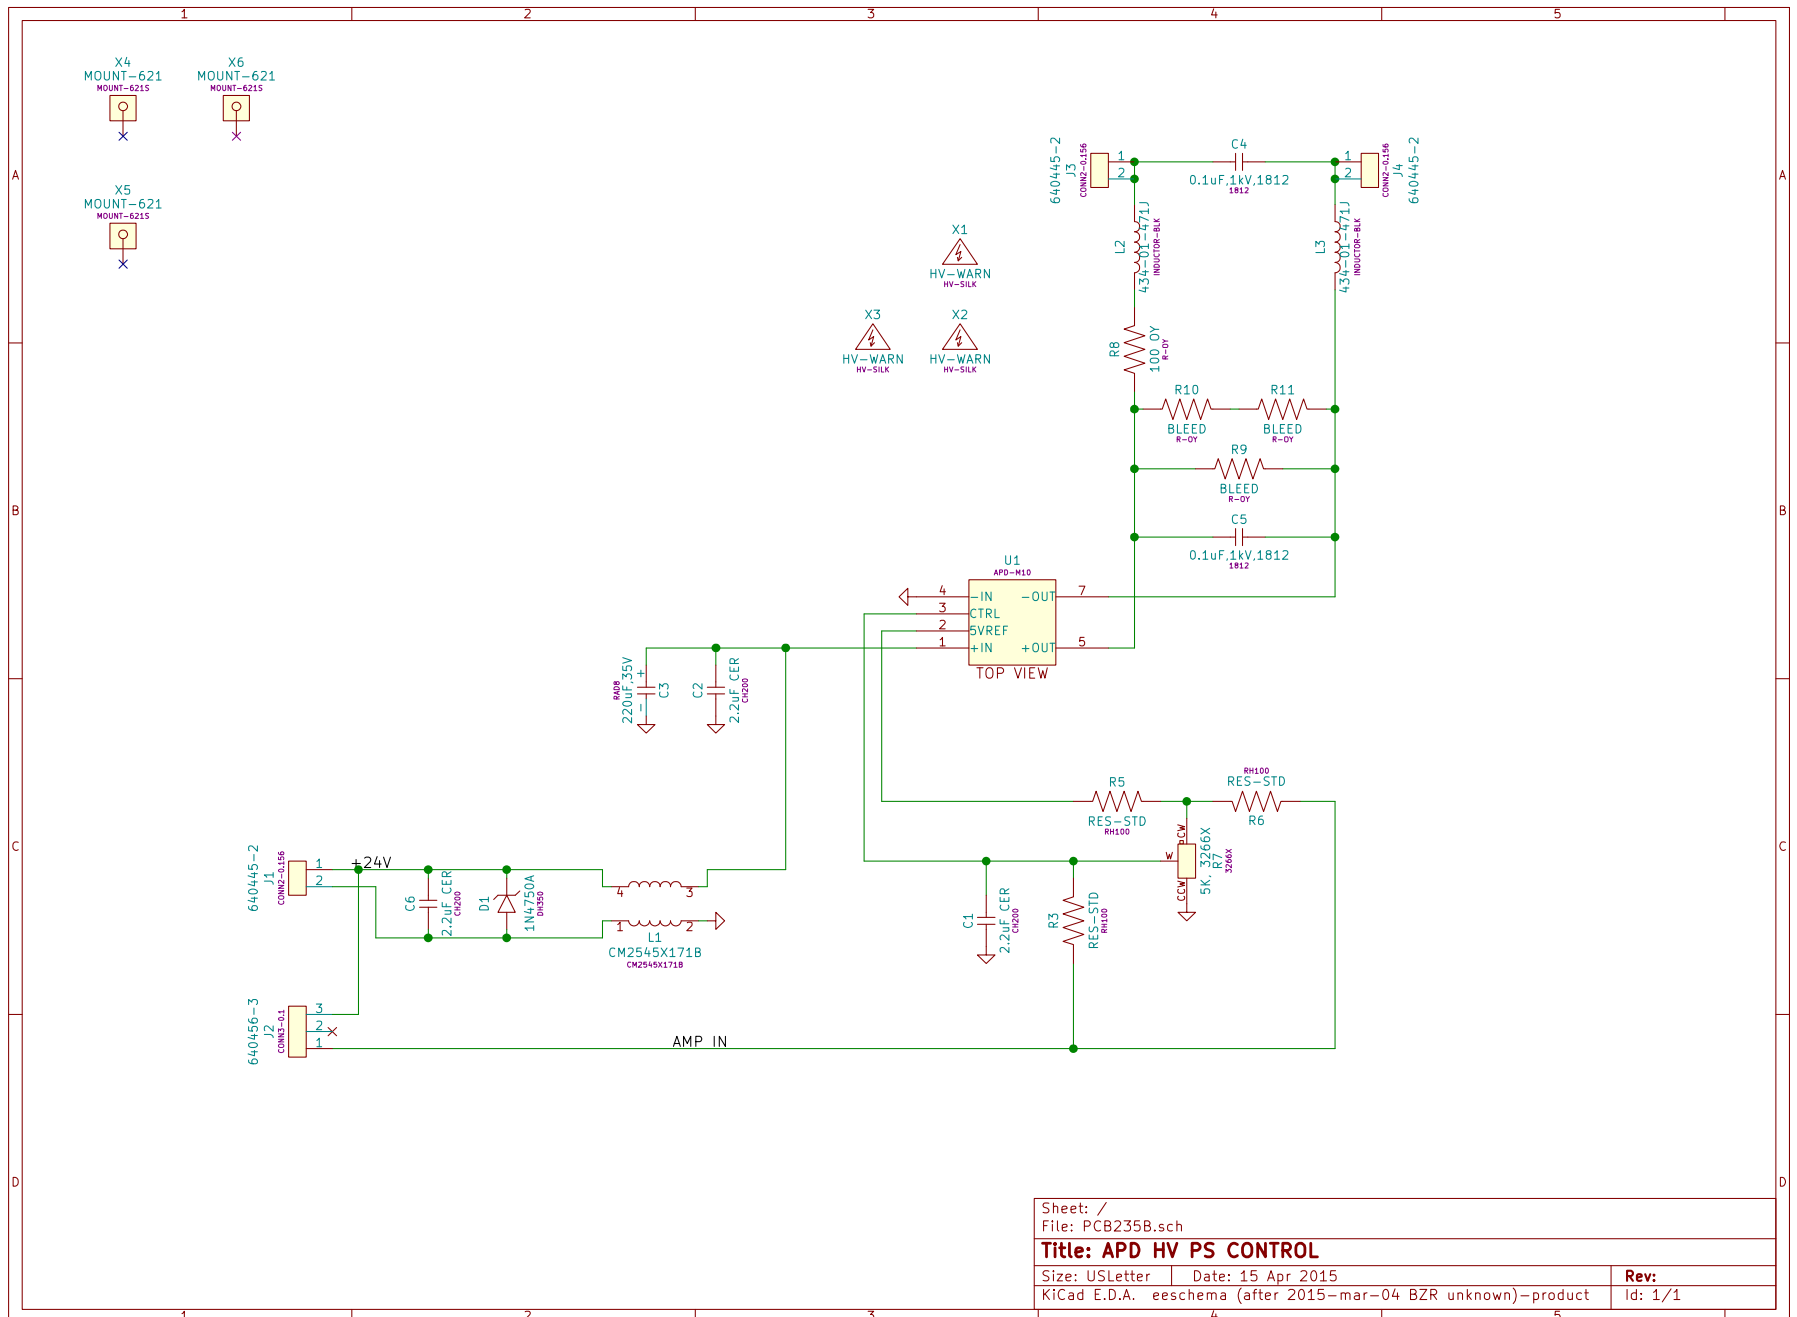 1 2 3 4 5
A
A
B
B
C
C
D
D
X4
MOUNT-621
MOUNT-621S
X6
MOUNT-621
MOUNT-621S
X5
MOUNT-621
MOUNT-621S
X1
HV-WARN
HV-SILK
X3
HV-WARN
HV-SILK
X2
HV-WARN
HV-SILK
640445-2
J3
CONN2-0.156
1
2
C4
0.1uF,1kV,1812
1812
1
2
CONN2-0.156
J4
640445-2
L2
434-01-471J
INDUCTOR-BLK
L3
434-01-471J
INDUCTOR-BLK
R8
100 OY
R-OY
R10
BLEED
R-OY
R11
BLEED
R-OY
R9
BLEED
R-OY
C5
0.1uF,1kV,1812
1812
U1
APD-M10
4 -IN -OUT 7
3 CTRL
2 5VREF
1 +IN +OUT 5
TOP VIEW
RAD8
220uF,35V
+
-
C3
C2
2.2uF CER
CH200
R5
RES-STD
RH100
RH100
RES-STD
R6
CW
W
CCW
5K, 3266X
R7
3266X
640445-2
J1
CONN2-0.156
1
2
+24V
C6
2.2uF CER
CH200
D1
1N4750A
DH350
4 3
1 2
L1
CM2545X171B
CM2545X171B
C1
2.2uF CER
CH200
R3
RES-STD
RH100
640456-3
J2
CONN3-0.1
3
2
1
AMP IN
Sheet: /
File: PCB235B.sch
Title: APD HV PS CONTROL
Size: USLetter Date: 15 Apr 2015 Rev:
KiCad E.D.A. eeschema (after 2015-mar-04 BZR unknown)-product Id: 1/1
1 2 3 4 5